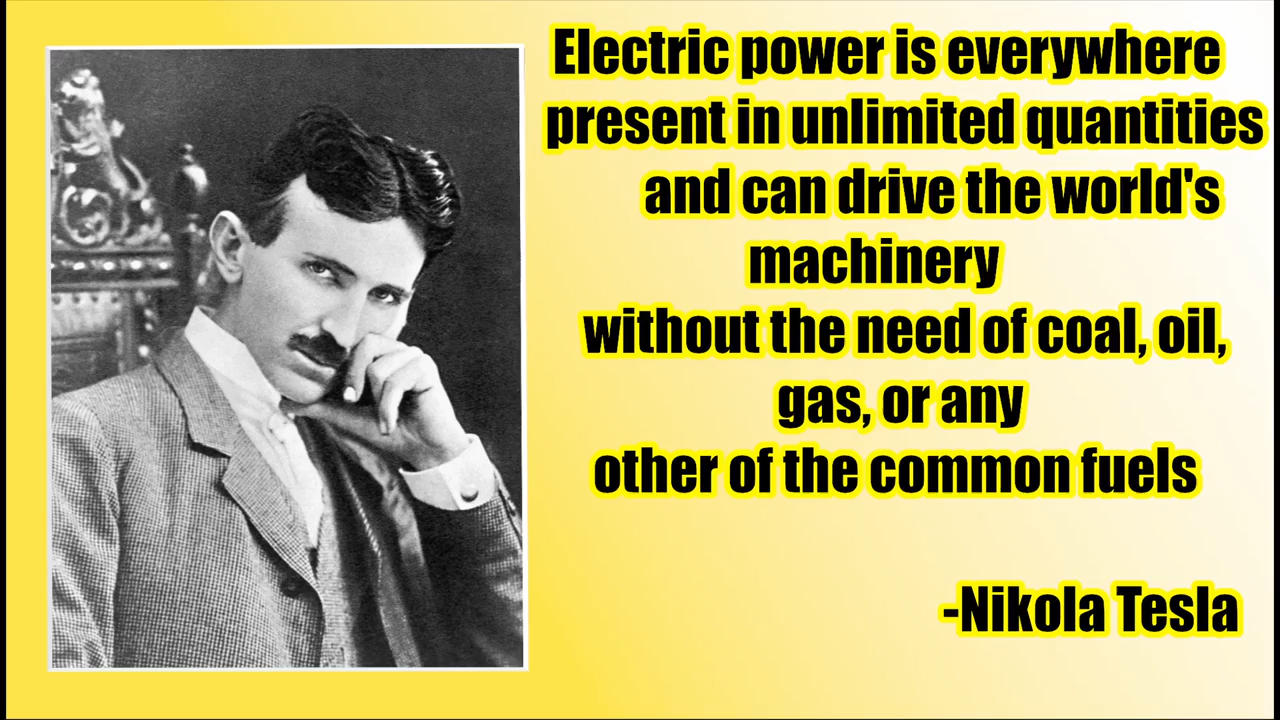 Electric power is everywhere
present in unlimited quantities
and can drive the world's
machinery
without the need of coal, oil,
gas, or any
other of the common fuels
-Nikola Tesla